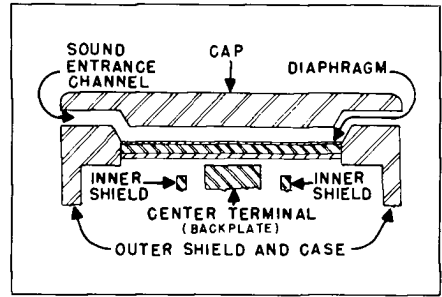 SOUND
ENTRANCE
CHANNEL
CAP
DIAPHRAGM
INNER
SHIELD
INNER
SHIELD
CENTER TERMINAL
(BACKPLATE)
OUTER SHIELD AND CASE